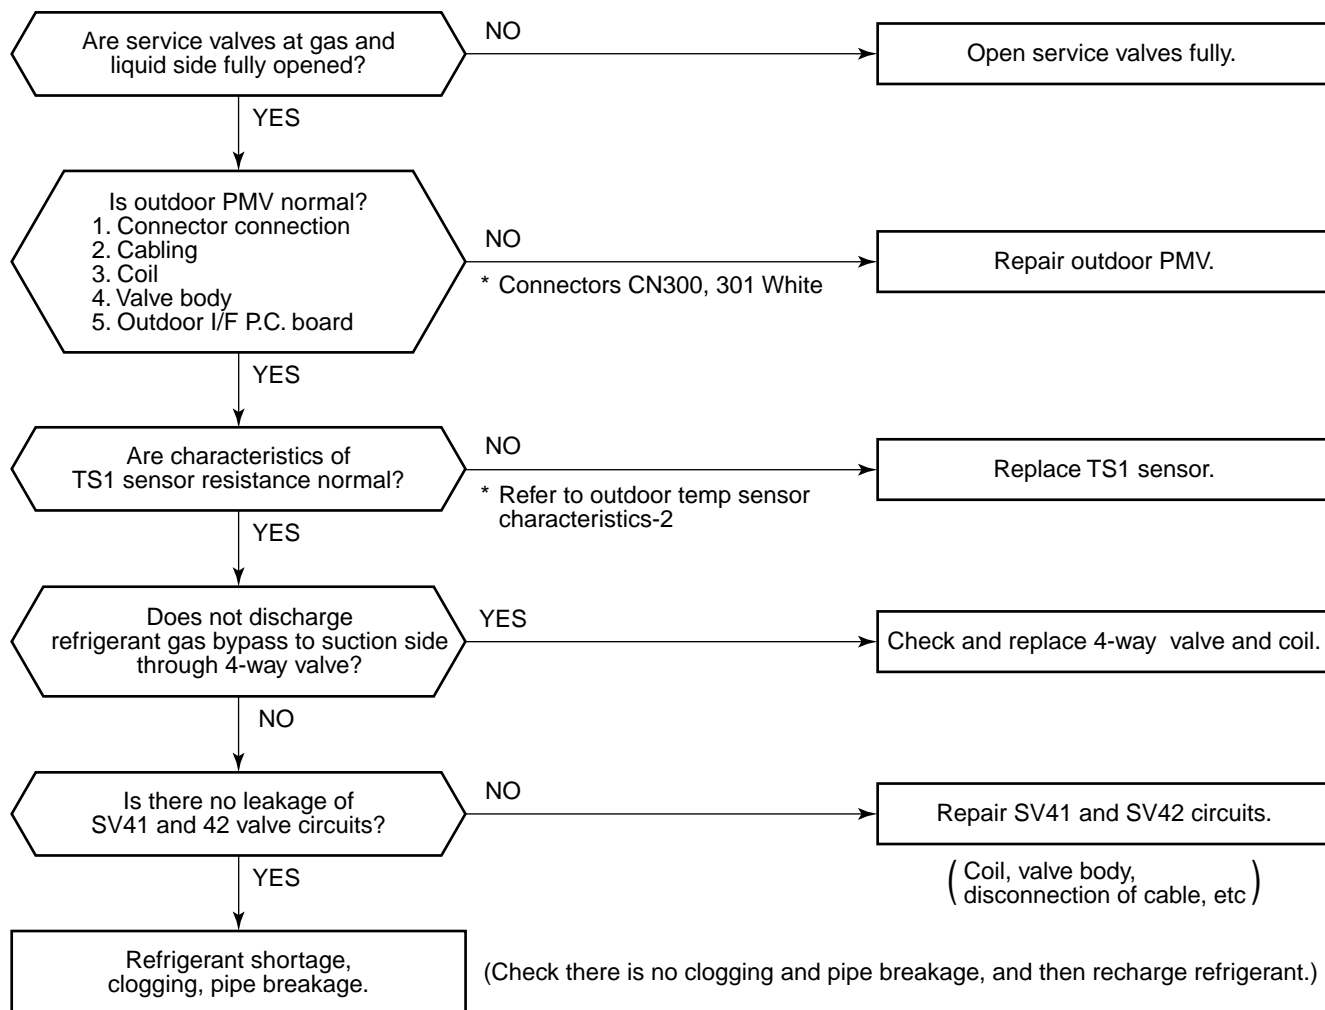 Are service valves at gas and
liquid side fully opened?
NO
Open service valves fully.
YES
Is outdoor PMV normal?
1. Connector connection
2. Cabling
3. Coil
4. Valve body
5. Outdoor I/F P.C. board
NO
* Connectors CN300, 301 White
Repair outdoor PMV.
YES
Are characteristics of
TS1 sensor resistance normal?
NO
* Refer to outdoor temp sensor
characteristics-2
Replace TS1 sensor.
YES
Does not discharge
refrigerant gas bypass to suction side
through 4-way valve?
YES
Check and replace 4-way valve and coil.
NO
Is there no leakage of
SV41 and 42 valve circuits?
NO
Repair SV41 and SV42 circuits.
(Coil, valve body,
disconnection of cable, etc)
YES
Refrigerant shortage,
clogging, pipe breakage.
(Check there is no clogging and pipe breakage, and then recharge refrigerant.)